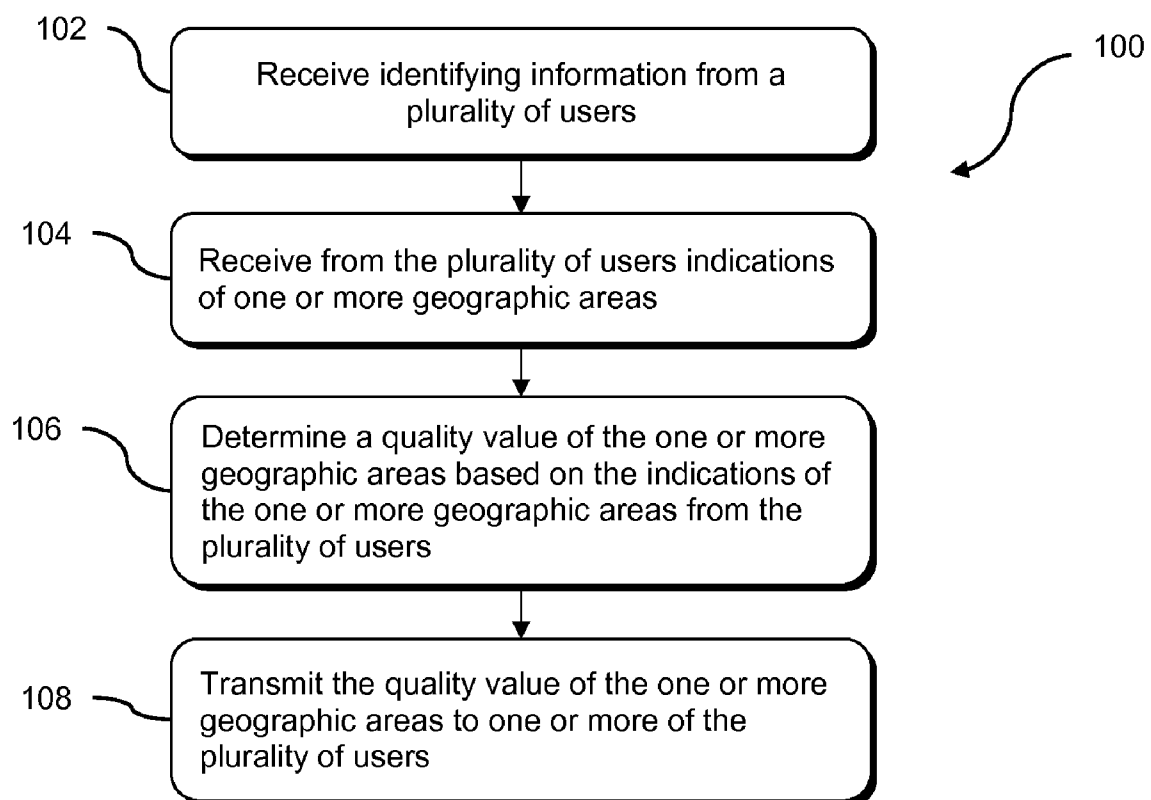 102
100
Receive identifying information from a
plurality of users
104
Receive from the plurality of users indications
of one or more geographic areas
106
Determine a quality value of the one or more
geographic areas based on the indications of
the one or more geographic areas from the
plurality of users
108
Transmit the quality value of the one or more
geographic areas to one or more of the
plurality of users